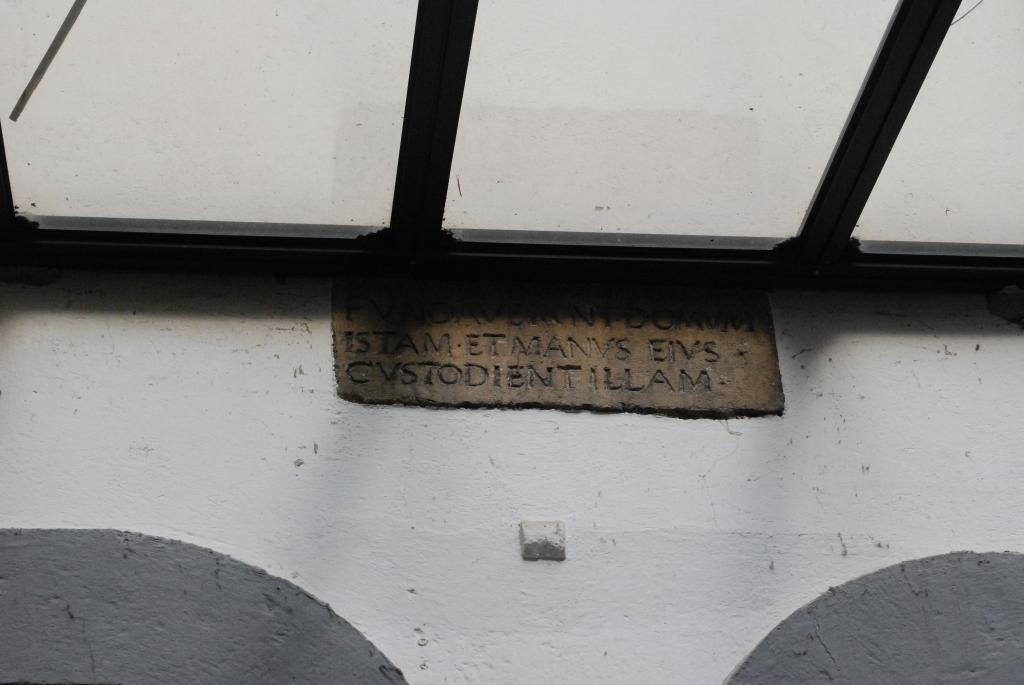 FVNDAVERVNT DOMVM
ISTAM · ET MANVS EIVS ·
CVSTODIENT ILLAM ·